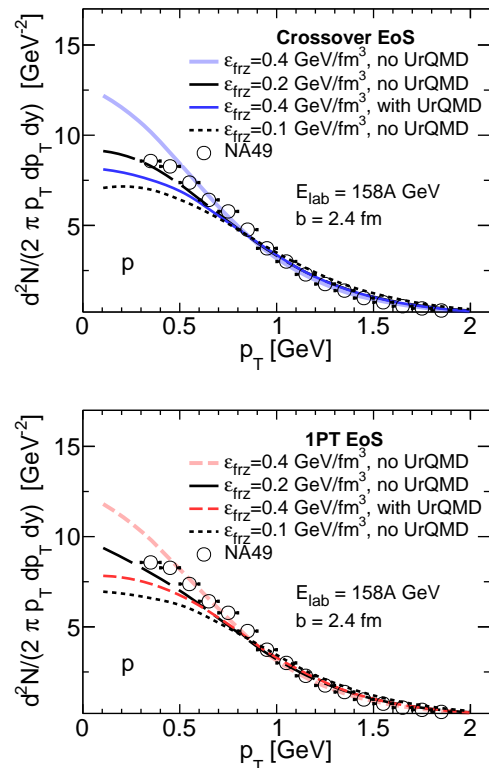 Crossover EoS
ε_frz=0.4 GeV/fm³, no UrQMD
ε_frz=0.2 GeV/fm³, no UrQMD
ε_frz=0.4 GeV/fm³, with UrQMD
ε_frz=0.1 GeV/fm³, no UrQMD
NA49
E_lab = 158A GeV
b = 2.4 fm
p
d²N/(2 π p_T dp_T dy) [GeV⁻²]
15
10
5
0 0.5 1 1.5 2
p_T [GeV]
1PT EoS
ε_frz=0.4 GeV/fm³, no UrQMD
ε_frz=0.2 GeV/fm³, no UrQMD
ε_frz=0.4 GeV/fm³, with UrQMD
ε_frz=0.1 GeV/fm³, no UrQMD
NA49
E_lab = 158A GeV
b = 2.4 fm
p
d²N/(2 π p_T dp_T dy) [GeV⁻²]
15
10
5
0 0.5 1 1.5 2
p_T [GeV]